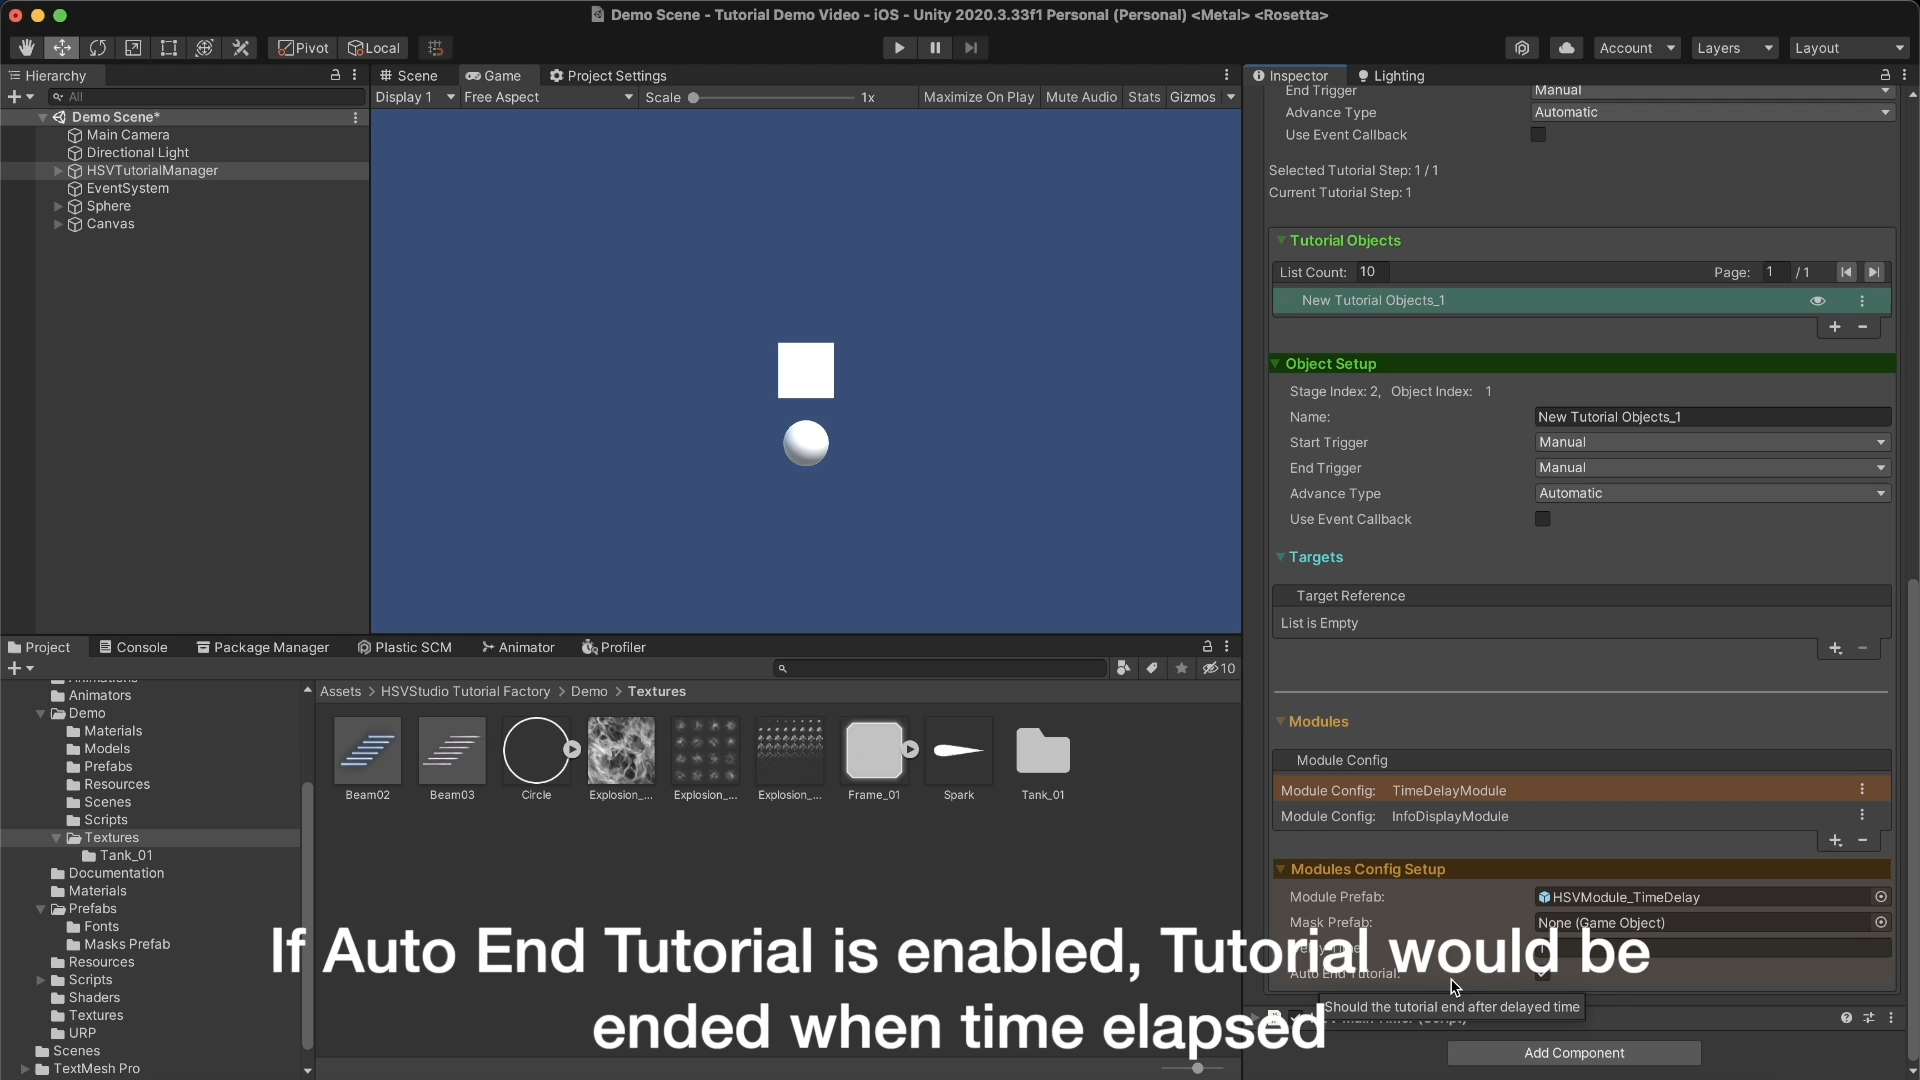 Demo Scene - Tutorial Demo Video - iOS - Unity 2020.3.33f1 Personal (Personal) <Metal> <Rosetta>
Pivot Local Account Layers Layout
Hierarchy
All
Demo Scene*
Main Camera
Directional Light
HSVTutorialManager
EventSystem
Sphere
Canvas
Scene Game Project Settings
Display 1 Free Aspect Scale 1x Maximize On Play Mute Audio Stats Gizmos
Inspector Lighting
End Trigger Manual
Advance Type Automatic
Use Event Callback
Selected Tutorial Step: 1 / 1
Current Tutorial Step: 1
Tutorial Objects
List Count: 10 Page: 1 / 1
New Tutorial Objects_1
Object Setup
Stage Index: 2, Object Index: 1
Name: New Tutorial Objects_1
Start Trigger Manual
End Trigger Manual
Advance Type Automatic
Use Event Callback
Targets
Target Reference
List is Empty
Modules
Module Config
Module Config: TimeDelayModule
Module Config: InfoDisplayModule
Modules Config Setup
Module Prefab: HSVModule_TimeDelay
Mask Prefab: None (Game Object)
Auto End Tutorial:
Should the tutorial end after delayed time
Add Component
Project Console Package Manager Plastic SCM Animator Profiler
10
Animators
Demo
Materials
Models
Prefabs
Resources
Scenes
Scripts
Textures
Tank_01
Documentation
Materials
Prefabs
Fonts
Masks Prefab
Resources
Scripts
Shaders
Textures
URP
Scenes
TextMesh Pro
Assets > HSVStudio Tutorial Factory > Demo > Textures
Beam02 Beam03 Circle Explosion_... Explosion_... Explosion_... Frame_01 Spark Tank_01
If Auto End Tutorial is enabled, Tutorial would be
ended when time elapsed